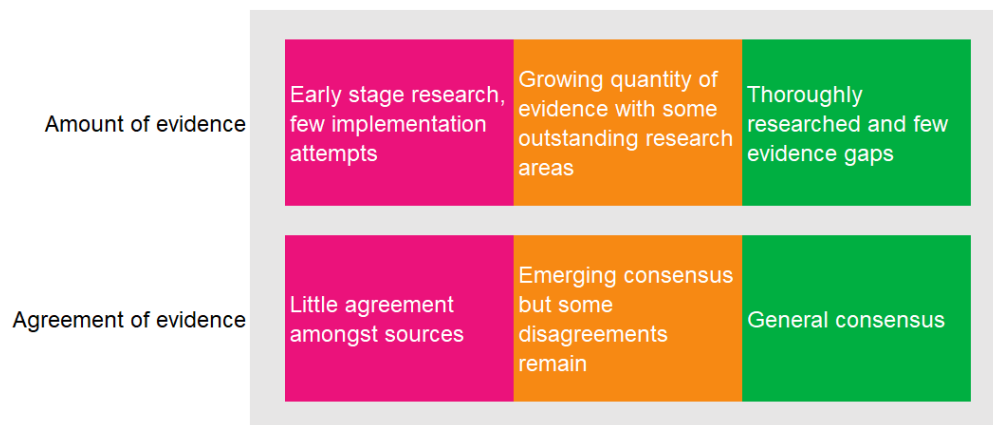 Amount of evidence
Early stage research,
few implementation
attempts
Growing quantity of
evidence with some
outstanding research
areas
Thoroughly
researched and few
evidence gaps
Agreement of evidence
Little agreement
amongst sources
Emerging consensus
but some
disagreements
remain
General consensus